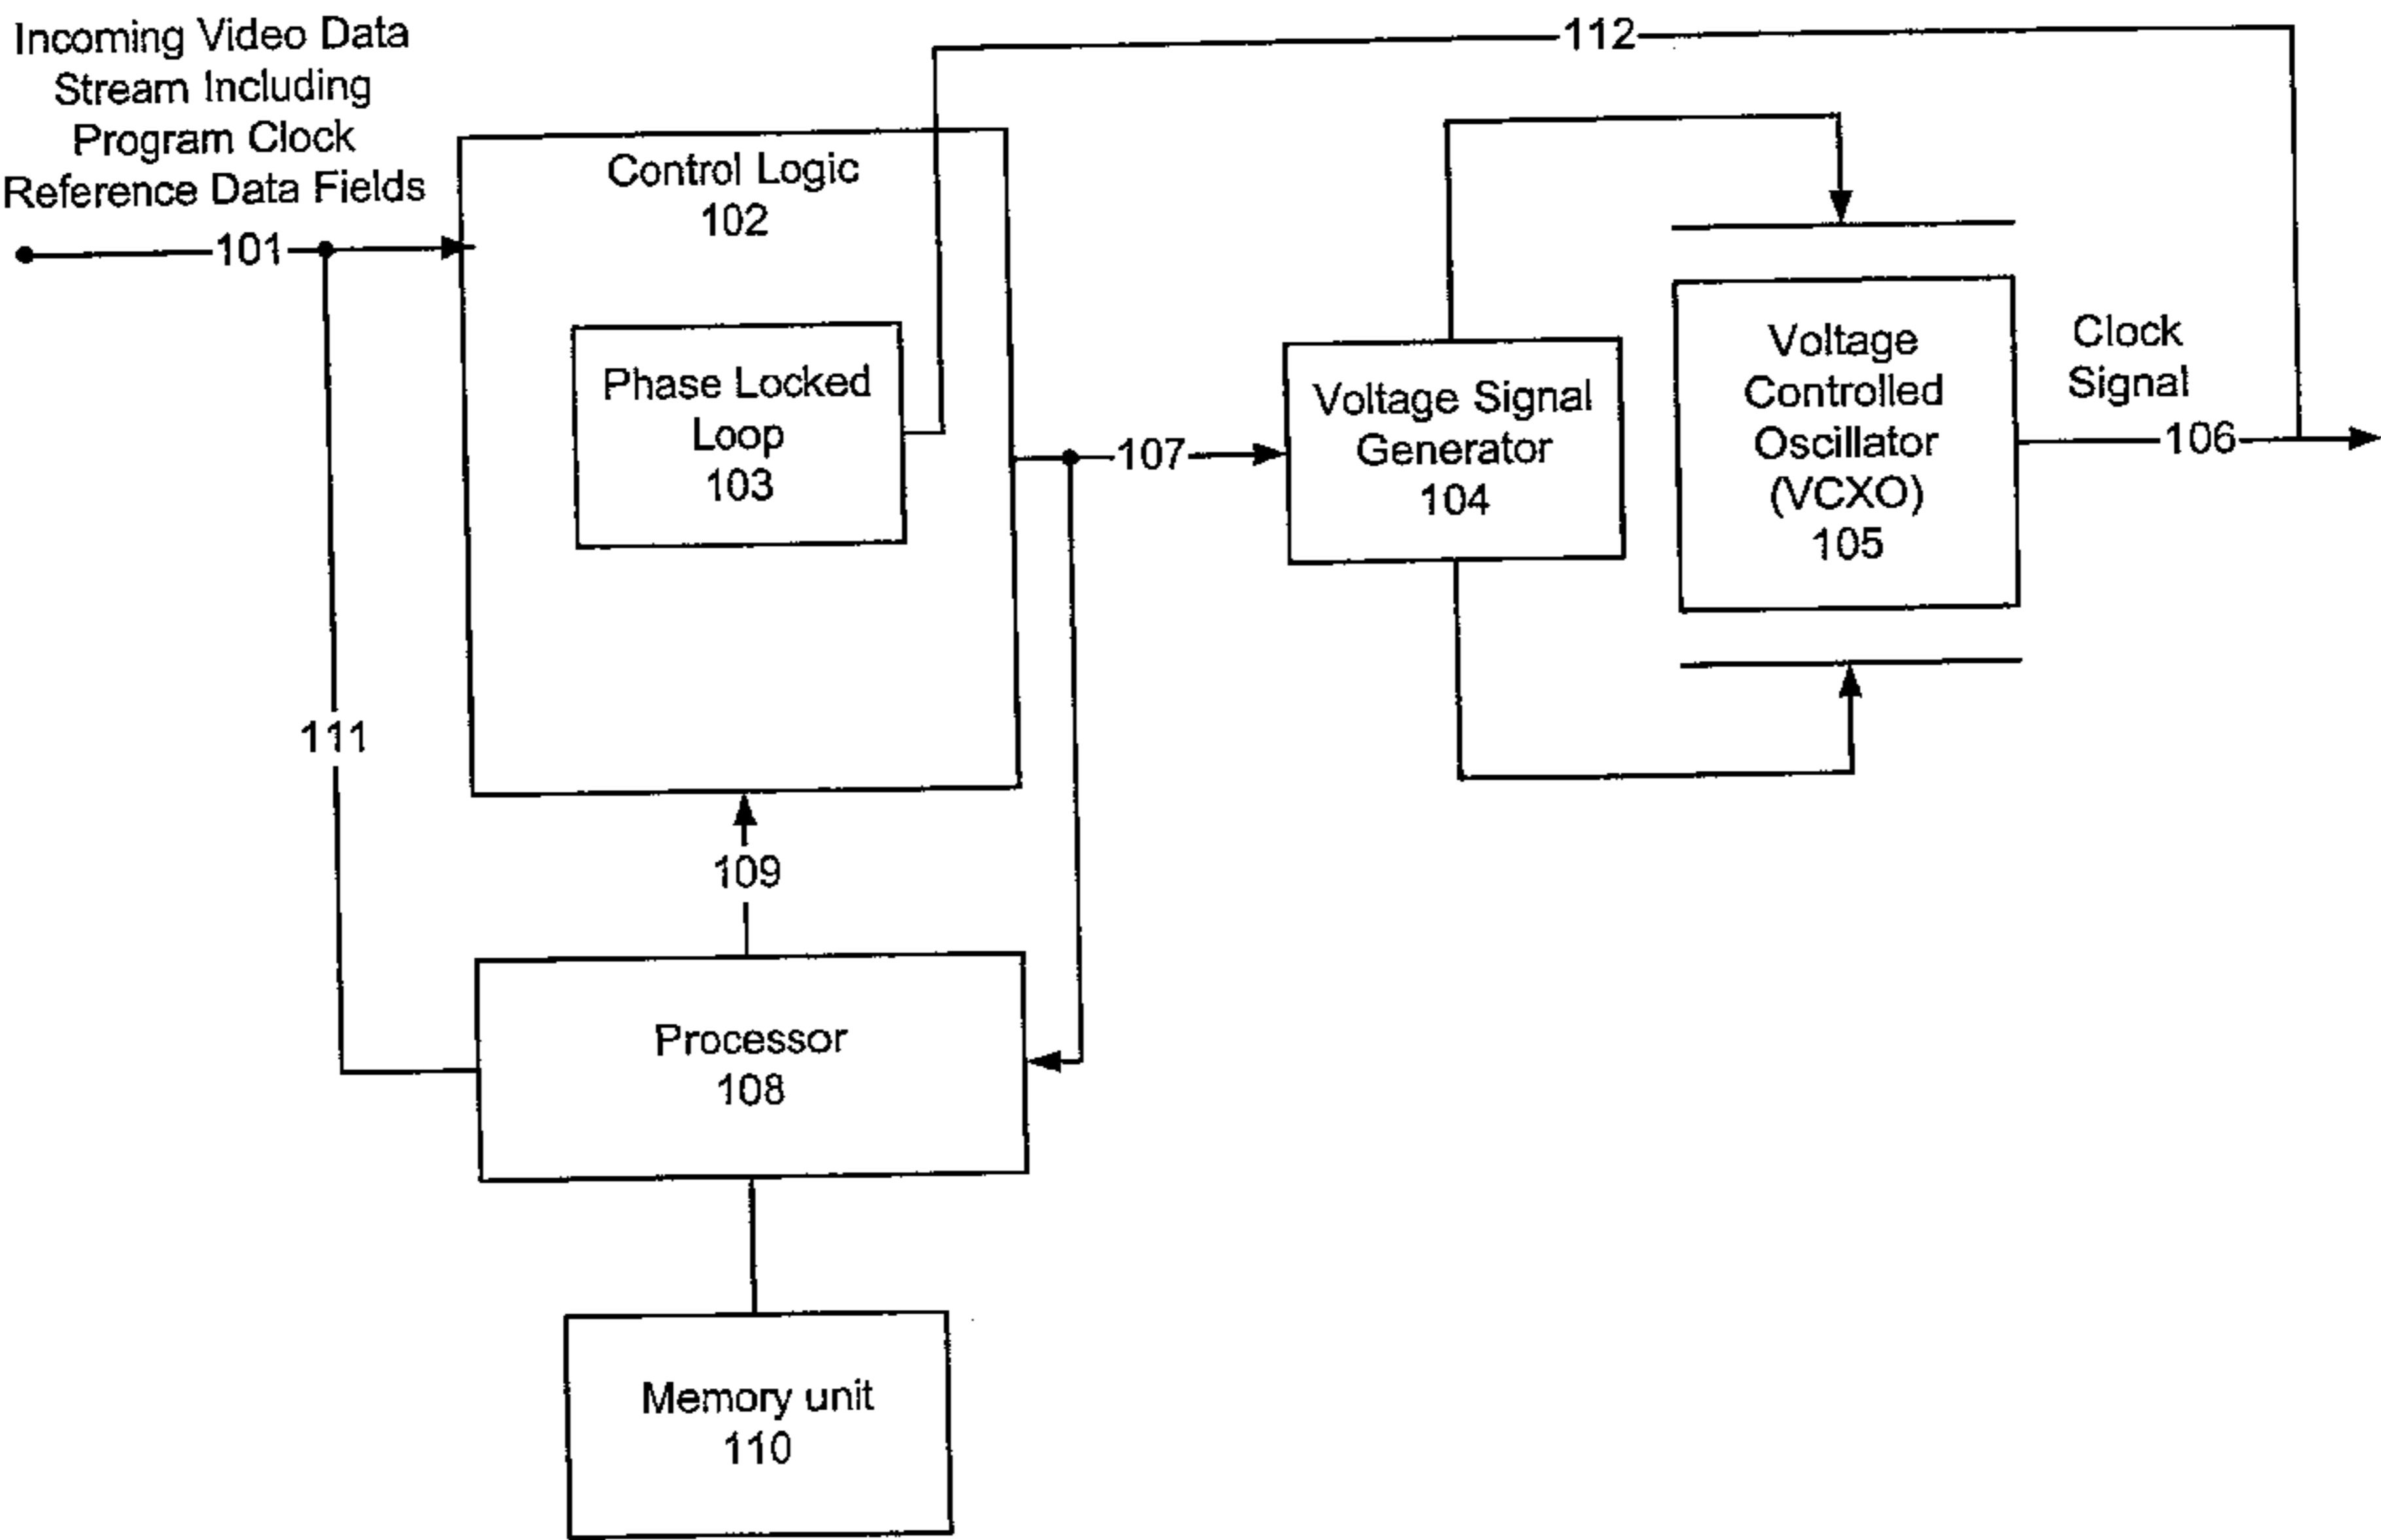 Incoming Video Data
Stream Including
Program Clock
Reference Data Fields
101
112
Control Logic
102
Phase Locked
Loop
103
107
Voltage Signal
Generator
104
Voltage
Controlled
Oscillator
(VCXO)
105
Clock
Signal
106
111
109
Processor
108
Memory unit
110